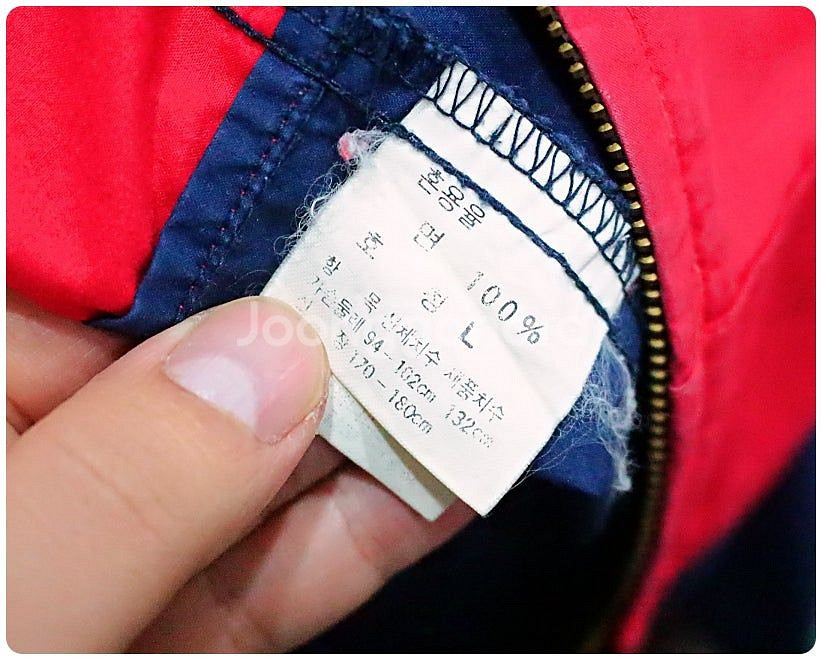 혼용율
면 100%
호 칭 L
항 목 신체치수 제품치수
가슴둘레 94-102cm 132cm
신 장 170-180cm